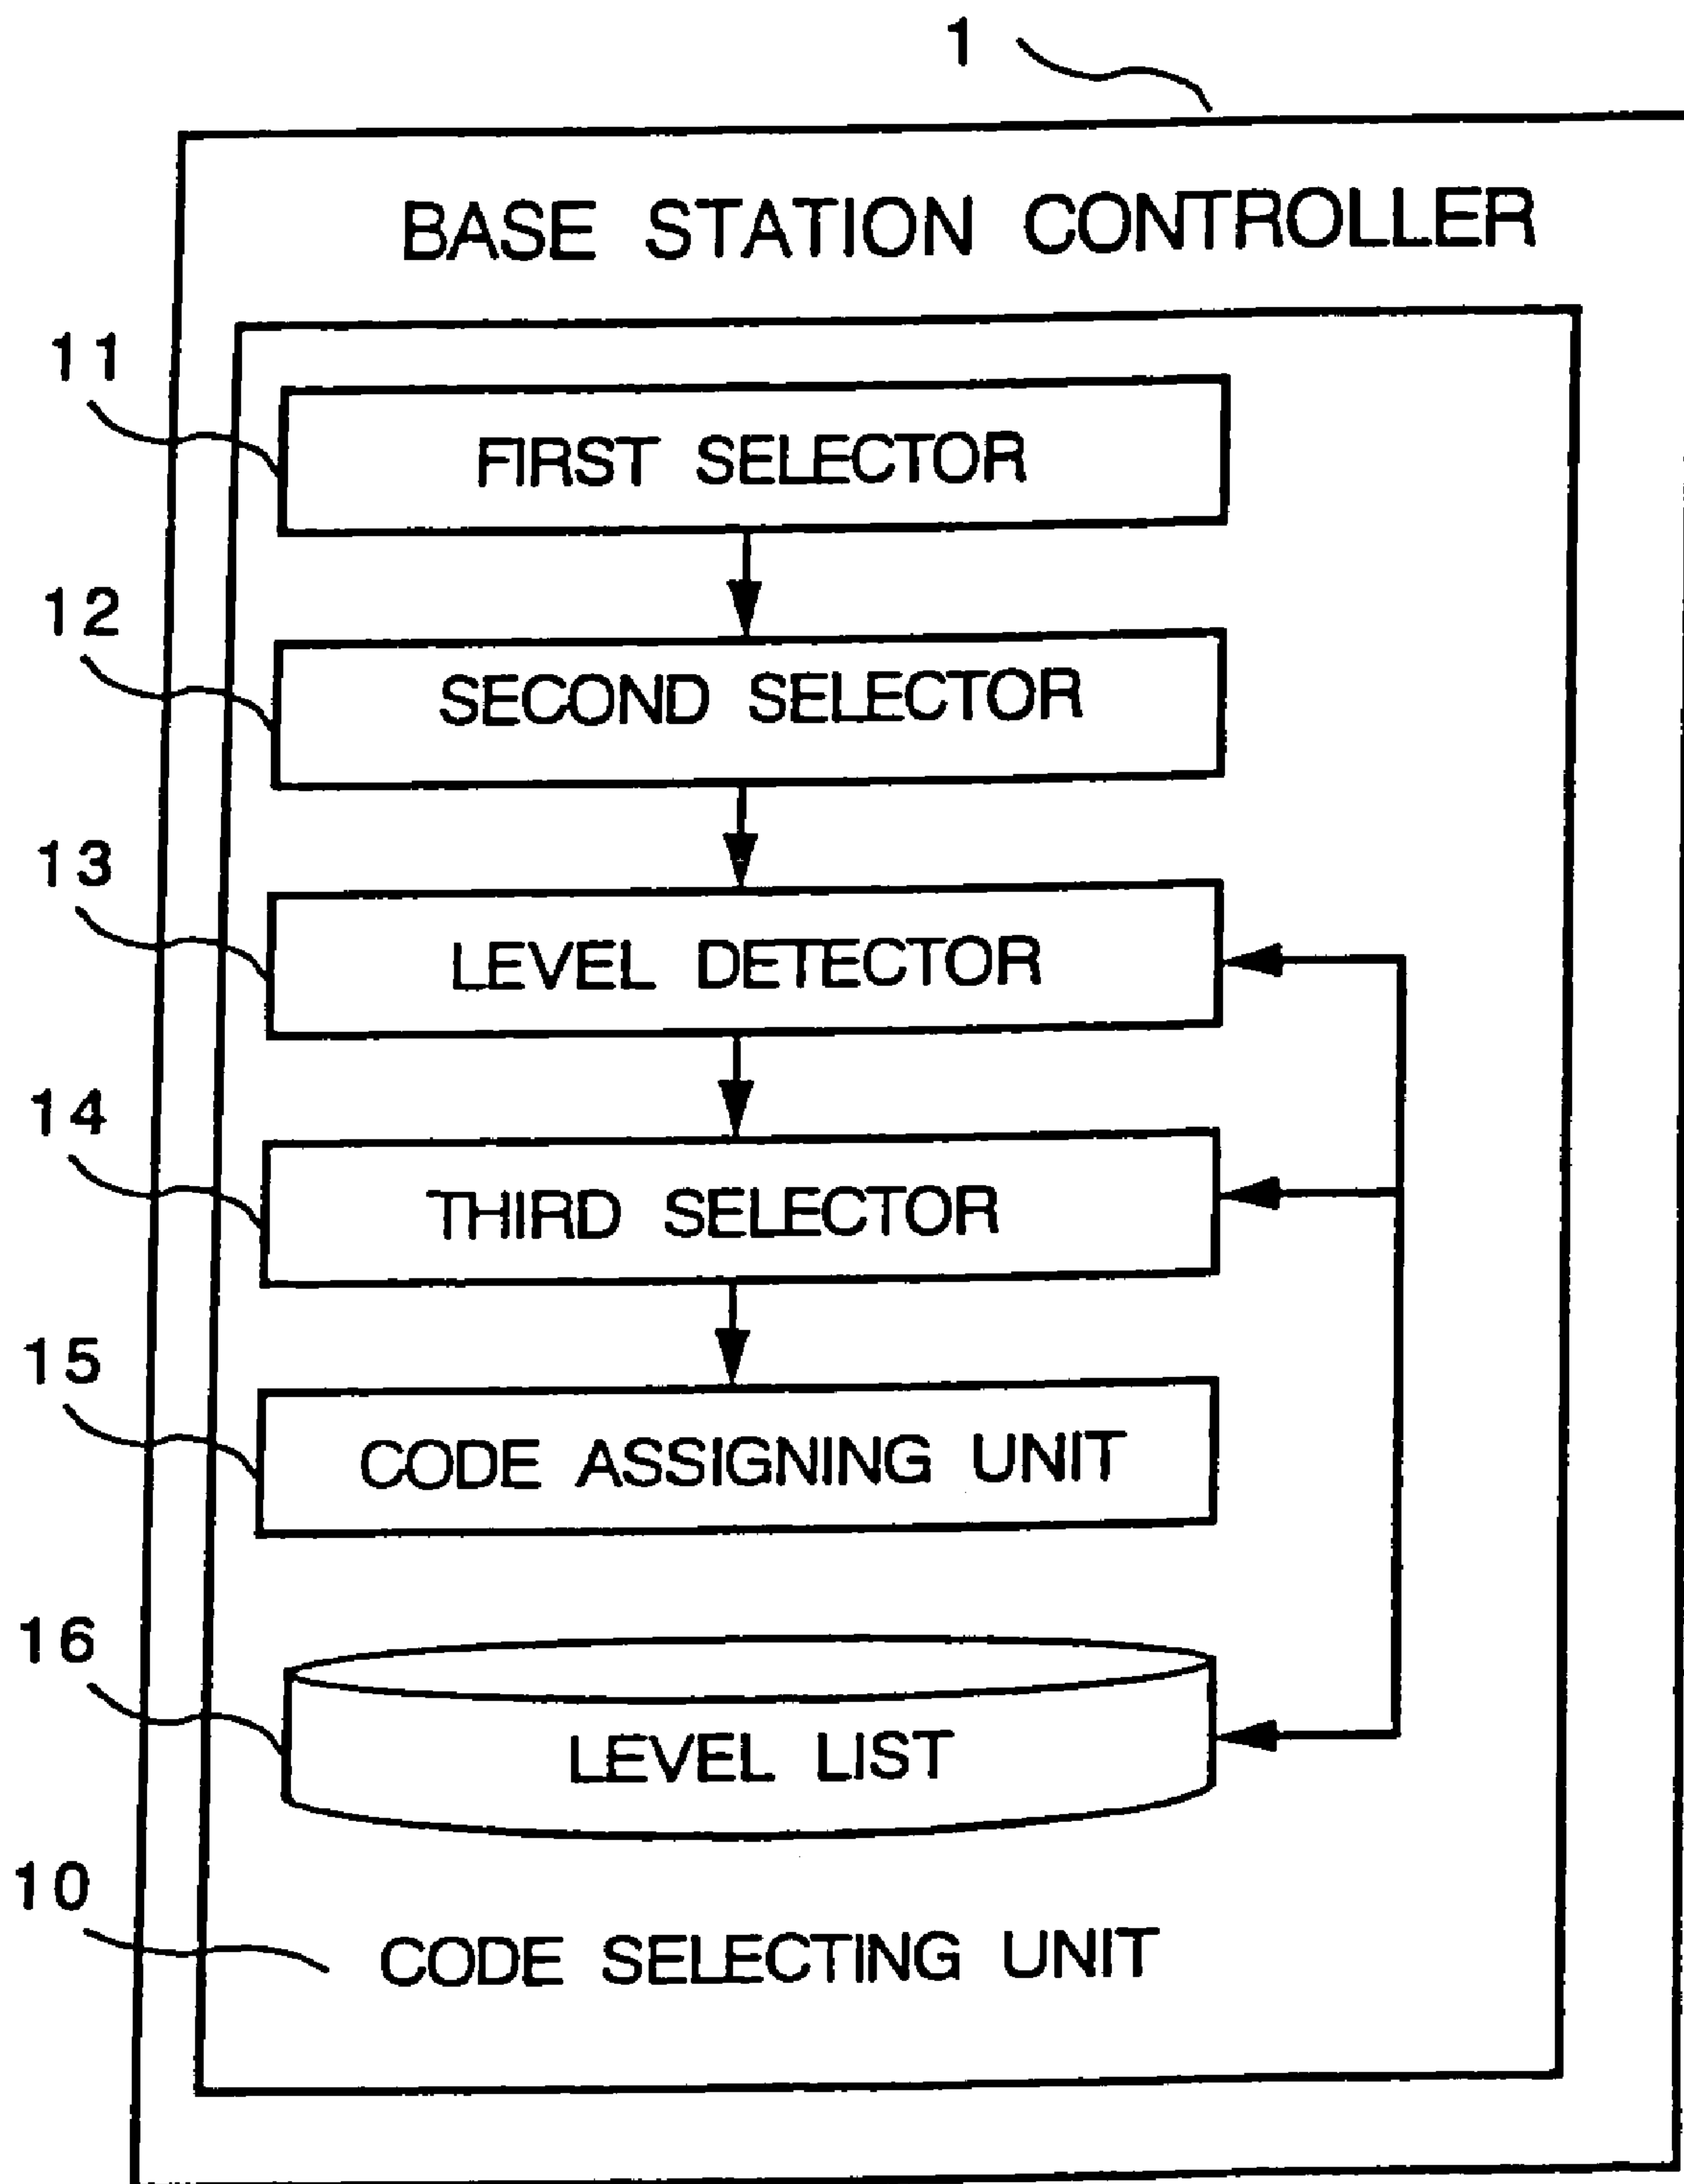 1
BASE STATION CONTROLLER
11
FIRST SELECTOR
12
SECOND SELECTOR
13
LEVEL DETECTOR
14
THIRD SELECTOR
15
CODE ASSIGNING UNIT
16
LEVEL LIST
10
CODE SELECTING UNIT